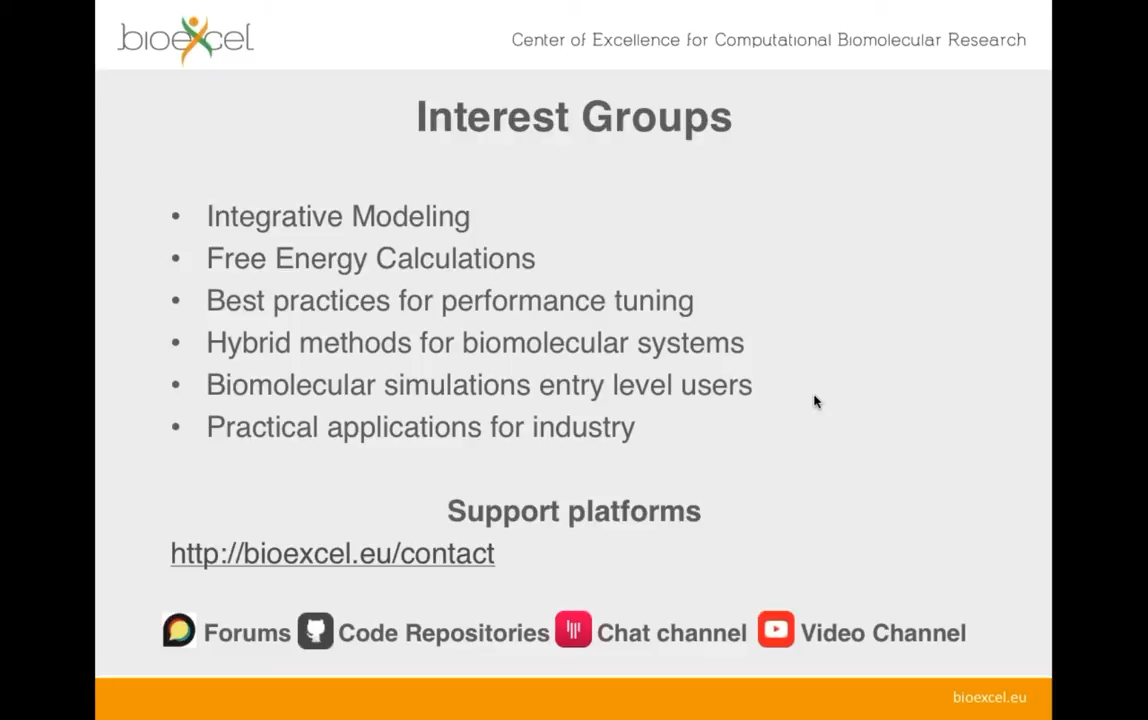 bioexcel
Center of Excellence for Computational Biomolecular Research
Interest Groups
• Integrative Modeling
• Free Energy Calculations
• Best practices for performance tuning
• Hybrid methods for biomolecular systems
• Biomolecular simulations entry level users
• Practical applications for industry
Support platforms
http://bioexcel.eu/contact
Forums Code Repositories Chat channel Video Channel
bioexcel.eu